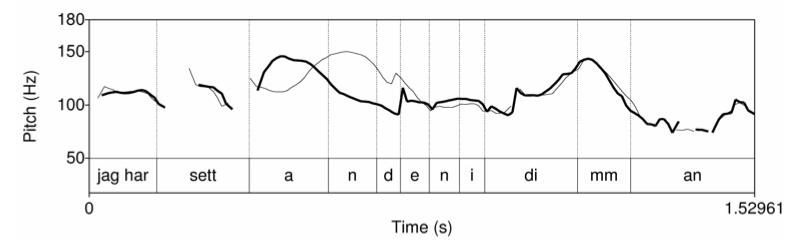 180
150
100
50
Pitch (Hz)
jag har sett a n d e n i di mm an
0 1.52961
Time (s)